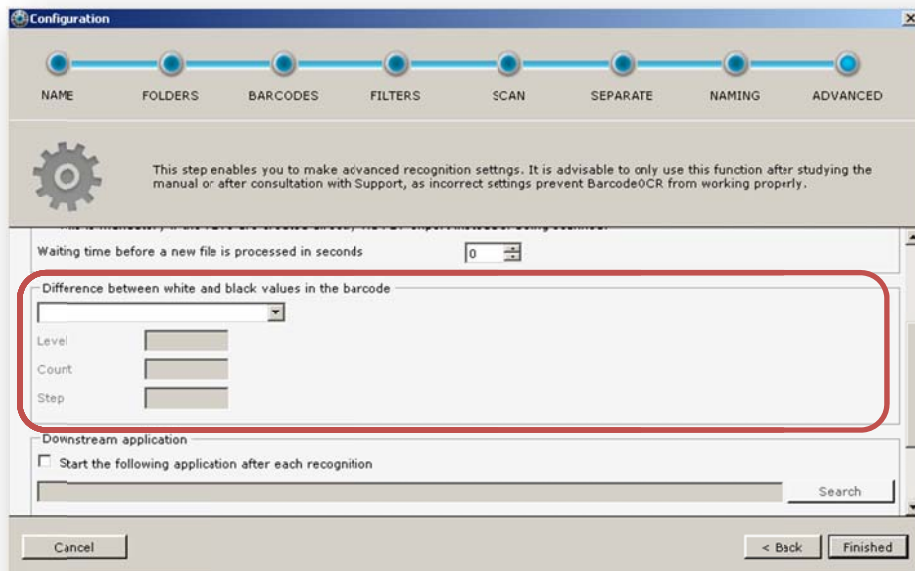 Configuration
NAME FOLDERS BARCODES FILTERS SCAN SEPARATE NAMING ADVANCED
This step enables you to make advanced recognition settngs. It is advisable to only use this function after studying the
manual or after consultation with Support, as incorrect settings prevent BarcodeOCR from working properly.
Waiting time before a new file is processed in seconds 0
Difference between white and black values in the barcode
Level
Count
Step
Downstream application
Start the following application after each recognition
Search
Cancel < Back Finished